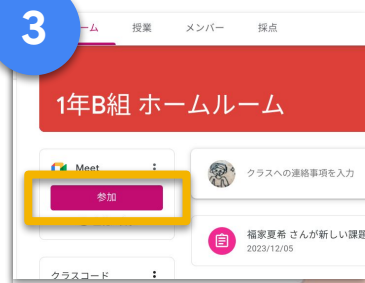 3
ーム 授業 メンバー 採点
1年B組 ホームルーム
Meet
クラスへの連絡事項を入力
参加
福家夏希 さんが新しい課題
2023/12/05
クラスコード